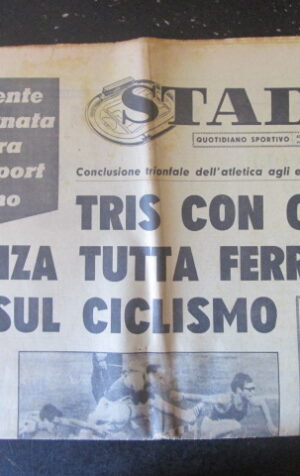 ente
nata
ra
port
no
STAD
QUOTIDIANO SPORTIVO
Conclusione trionfale dell'atletica agli e
TRIS CON
NZA TUTTA FERR
SUL CICLISMO